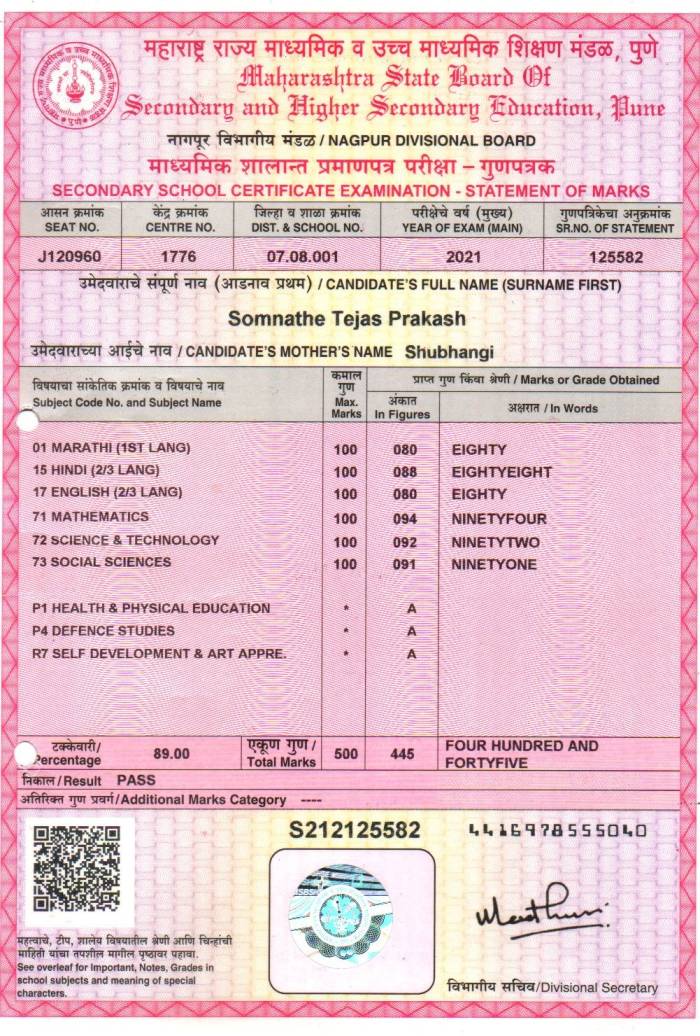 महाराष्ट्र राज्य माध्यमिक व उच्च माध्यमिक शिक्षण मंडळ, पुणे
Maharashtra State Board Of
Secondary and Higher Secondary Education, Pune
नागपूर विभागीय मंडळ / NAGPUR DIVISIONAL BOARD
माध्यमिक शालान्त प्रमाणपत्र परीक्षा – गुणपत्रक
SECONDARY SCHOOL CERTIFICATE EXAMINATION - STATEMENT OF MARKS
आसन क्रमांक केंद्र क्रमांक जिल्हा व शाळा क्रमांक परीक्षेचे वर्ष (मुख्य) गुणपत्रिकेचा अनुक्रमांक
SEAT NO. CENTRE NO. DIST. & SCHOOL NO. YEAR OF EXAM (MAIN) SR.NO. OF STATEMENT
J120960 1776 07.08.001 2021 125582
उमेदवाराचे संपूर्ण नाव (आडनाव प्रथम) / CANDIDATE'S FULL NAME (SURNAME FIRST)
Somnathe Tejas Prakash
उमेदवाराच्या आईचे नाव / CANDIDATE'S MOTHER'S NAME Shubhangi
विषयाचा सांकेतिक क्रमांक व विषयाचे नाव
Subject Code No. and Subject Name
कमाल
गुण
Max.
Marks
प्राप्त गुण किंवा श्रेणी / Marks or Grade Obtained
अंकात
In Figures
अक्षरात / In Words
01 MARATHI (1ST LANG) 100 080 EIGHTY
15 HINDI (2/3 LANG) 100 088 EIGHTYEIGHT
17 ENGLISH (2/3 LANG) 100 080 EIGHTY
71 MATHEMATICS 100 094 NINETYFOUR
72 SCIENCE & TECHNOLOGY 100 092 NINETYTWO
73 SOCIAL SCIENCES 100 091 NINETYONE
P1 HEALTH & PHYSICAL EDUCATION * A
P4 DEFENCE STUDIES * A
R7 SELF DEVELOPMENT & ART APPRE. * A
टक्केवारी/
Percentage
89.00
एकूण गुण /
Total Marks
500 445
FOUR HUNDRED AND
FORTYFIVE
निकाल/Result PASS
अतिरिक्त गुण प्रवर्ग/Additional Marks Category ----
S212125582
4416978555040
महत्वाचे, टीप, शालेय विषयातील श्रेणी आणि चिन्हांची
माहिती यांचा तपशील मागील पृष्ठावर पहावा.
See overleaf for Important, Notes, Grades in
school subjects and meaning of special
characters.
विभागीय सचिव/Divisional Secretary